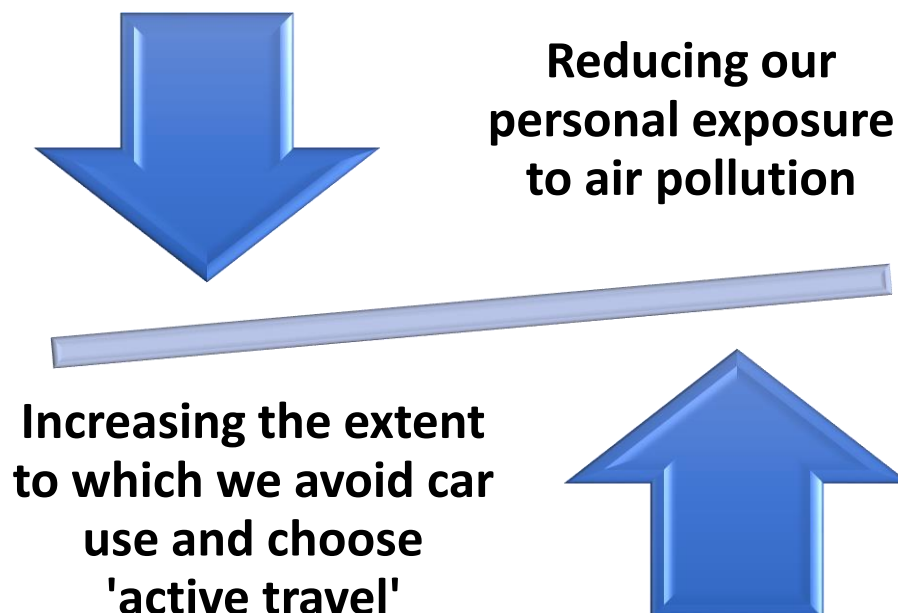 Reducing our
personal exposure
to air pollution
Increasing the extent
to which we avoid car
use and choose
'active travel'